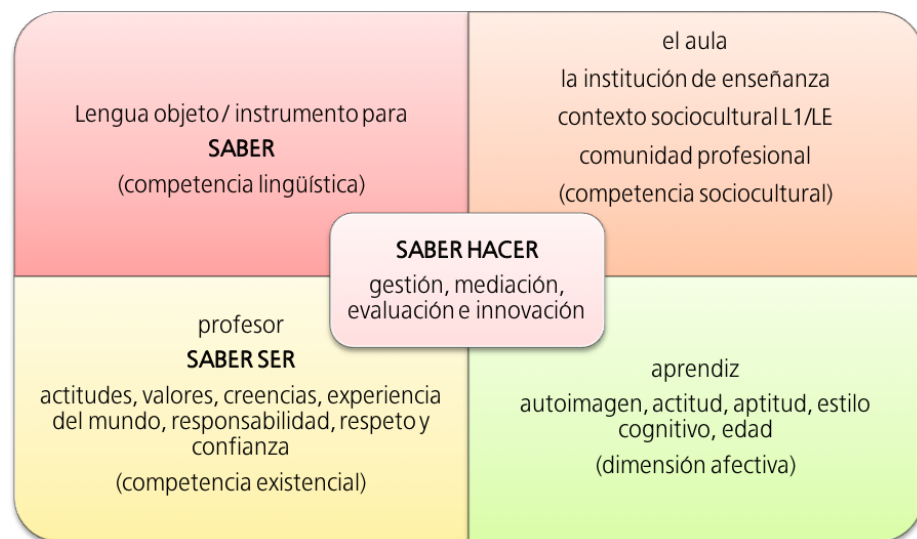 Lengua objeto / instrumento para
SABER
(competencia lingüística)
el aula
la institución de enseñanza
contexto sociocultural L1/LE
comunidad profesional
(competencia sociocultural)
SABER HACER
gestión, mediación,
evaluación e innovación
profesor
SABER SER
actitudes, valores, creencias, experiencia
del mundo, responsabilidad, respeto y
confianza
(competencia existencial)
aprendiz
autoimagen, actitud, aptitud, estilo
cognitivo, edad
(dimensión afectiva)